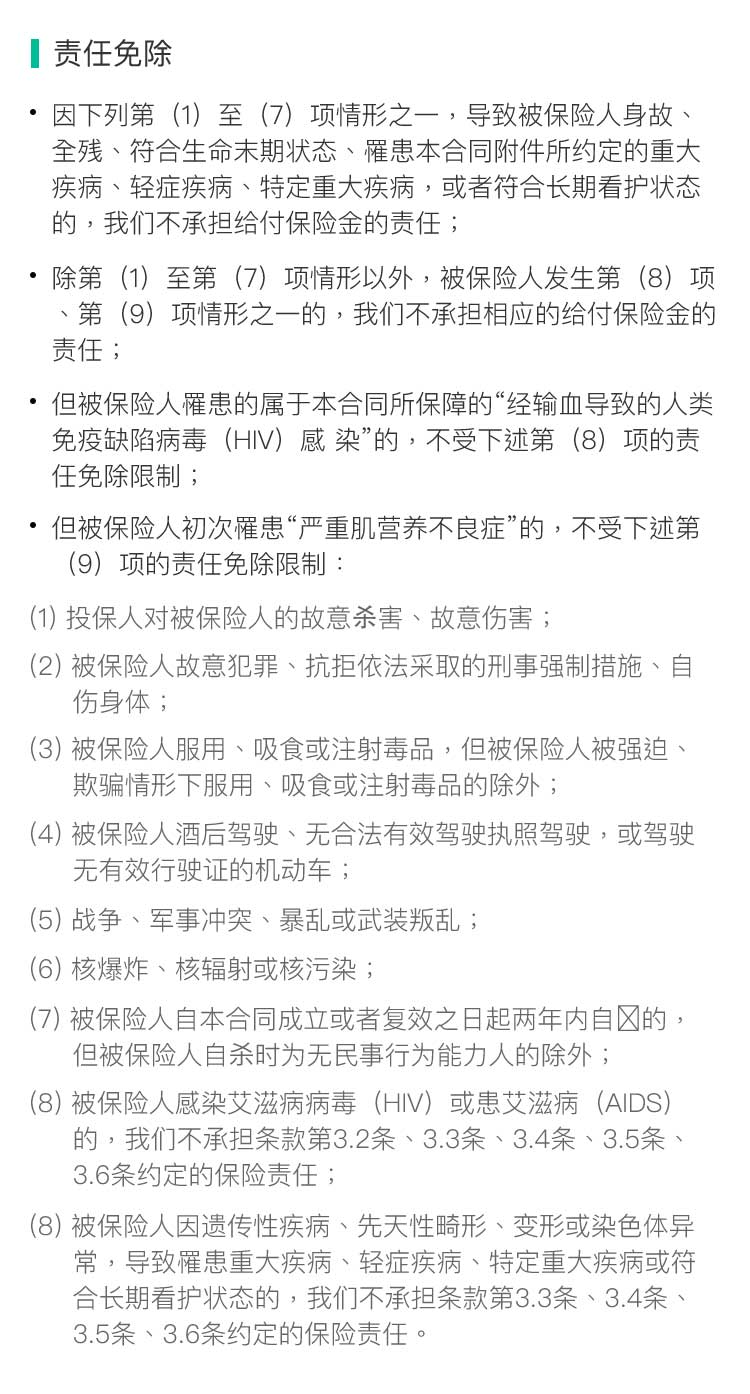 责任免除
• 因下列第（1）至（7）项情形之一，导致被保险人身故、
全残、符合生命末期状态、罹患本合同附件所约定的重大
疾病、轻症疾病、特定重大疾病，或者符合长期看护状态
的，我们不承担给付保险金的责任；
• 除第（1）至第（7）项情形以外，被保险人发生第（8）项
、第（9）项情形之一的，我们不承担相应的给付保险金的
责任；
• 但被保险人罹患的属于本合同所保障的“经输血导致的人类
免疫缺陷病毒（HIV）感 染”的，不受下述第（8）项的责
任免除限制；
• 但被保险人初次罹患“严重肌营养不良症”的，不受下述第
（9）项的责任免除限制：
(1) 投保人对被保险人的故意杀害、故意伤害；
(2) 被保险人故意犯罪、抗拒依法采取的刑事强制措施、自
伤身体；
(3) 被保险人服用、吸食或注射毒品，但被保险人被强迫、
欺骗情形下服用、吸食或注射毒品的除外；
(4) 被保险人酒后驾驶、无合法有效驾驶执照驾驶，或驾驶
无有效行驶证的机动车；
(5) 战争、军事冲突、暴乱或武装叛乱；
(6) 核爆炸、核辐射或核污染；
(7) 被保险人自本合同成立或者复效之日起两年内自的，
但被保险人自杀时为无民事行为能力人的除外；
(8) 被保险人感染艾滋病病毒（HIV）或患艾滋病（AIDS）
的，我们不承担条款第3.2条、3.3条、3.4条、3.5条、
3.6条约定的保险责任；
(8) 被保险人因遗传性疾病、先天性畸形、变形或染色体异
常，导致罹患重大疾病、轻症疾病、特定重大疾病或符
合长期看护状态的，我们不承担条款第3.3条、3.4条、
3.5条、3.6条约定的保险责任。